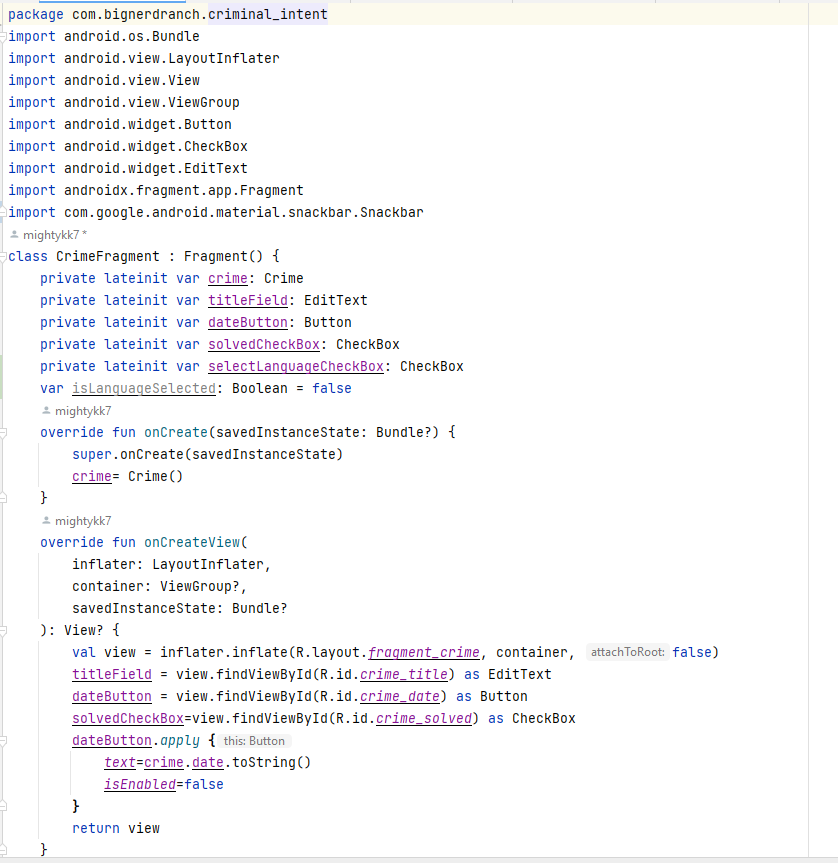 package com.bignerdranch.criminal_intent
import android.os.Bundle
import android.view.LayoutInflater
import android.view.View
import android.view.ViewGroup
import android.widget.Button
import android.widget.CheckBox
import android.widget.EditText
import androidx.fragment.app.Fragment
import com.google.android.material.snackbar.Snackbar
mightykk7 *
class CrimeFragment : Fragment() {
    private lateinit var crime: Crime
    private lateinit var titleField: EditText
    private lateinit var dateButton: Button
    private lateinit var solvedCheckBox: CheckBox
    private lateinit var selectLanguageCheckBox: CheckBox
    var isLanguageSelected: Boolean = false
    mightykk7
    override fun onCreate(savedInstanceState: Bundle?) {
        super.onCreate(savedInstanceState)
        crime= Crime()
    }
    mightykk7
    override fun onCreateView(
        inflater: LayoutInflater,
        container: ViewGroup?,
        savedInstanceState: Bundle?
    ): View? {
        val view = inflater.inflate(R.layout.fragment_crime, container, attachToRoot: false)
        titleField = view.findViewById(R.id.crime_title) as EditText
        dateButton = view.findViewById(R.id.crime_date) as Button
        solvedCheckBox=view.findViewById(R.id.crime_solved) as CheckBox
        dateButton.apply { this: Button
            text=crime.date.toString()
            isEnabled=false
        }
        return view
    }